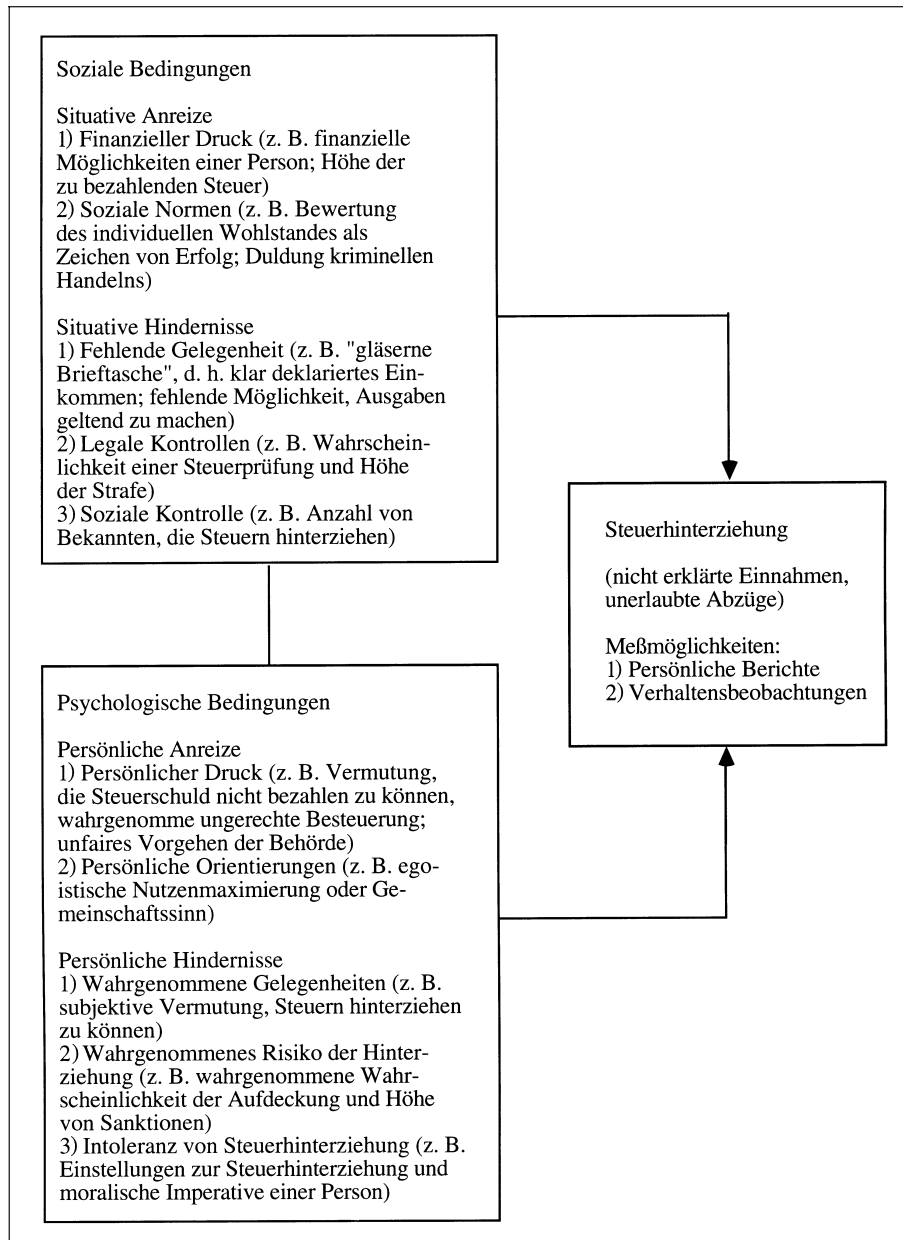 Soziale Bedingungen
Situative Anreize
1) Finanzieller Druck (z. B. finanzielle
Möglichkeiten einer Person; Höhe der
zu bezahlenden Steuer)
2) Soziale Normen (z. B. Bewertung
des individuellen Wohlstandes als
Zeichen von Erfolg; Duldung kriminellen
Handelns)
Situative Hindernisse
1) Fehlende Gelegenheit (z. B. "gläserne
Brieftasche", d. h. klar deklariertes Ein-
kommen; fehlende Möglichkeit, Ausgaben
geltend zu machen)
2) Legale Kontrollen (z. B. Wahrschein-
lichkeit einer Steuerprüfung und Höhe
der Strafe)
3) Soziale Kontrolle (z. B. Anzahl von
Bekannten, die Steuern hinterziehen)
Steuerhinterziehung
(nicht erklärte Einnahmen,
unerlaubte Abzüge)
Meßmöglichkeiten:
1) Persönliche Berichte
2) Verhaltensbeobachtungen
Psychologische Bedingungen
Persönliche Anreize
1) Persönlicher Druck (z. B. Vermutung,
die Steuerschuld nicht bezahlen zu können,
wahrgenomme ungerechte Besteuerung;
unfaires Vorgehen der Behörde)
2) Persönliche Orientierungen (z. B. ego-
istische Nutzenmaximierung oder Ge-
meinschaftssinn)
Persönliche Hindernisse
1) Wahrgenommene Gelegenheiten (z. B.
subjektive Vermutung, Steuern hinterziehen
zu können)
2) Wahrgenommenes Risiko der Hinter-
ziehung (z. B. wahrgenommene Wahr-
scheinlichkeit der Aufdeckung und Höhe
von Sanktionen)
3) Intoleranz von Steuerhinterziehung (z. B.
Einstellungen zur Steuerhinterziehung und
moralische Imperative einer Person)